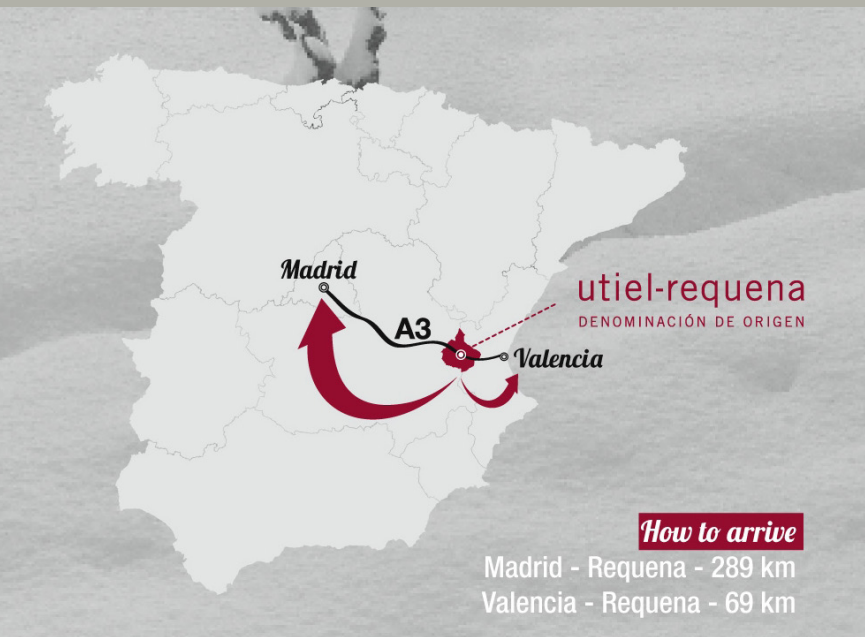 Madrid
utiel-requena
DENOMINACIÓN DE ORIGEN
A3
Valencia
How to arrive
Madrid - Requena - 289 km
Valencia - Requena - 69 km